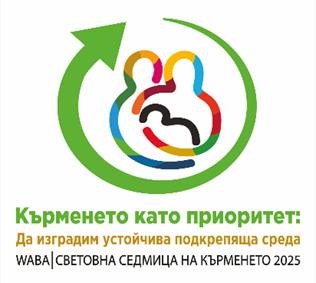 Кърменето като приоритет:
Да изградим устойчива подкрепяща среда
WABA|СВЕТОВНА СЕДМИЦА НА КЪРМЕНЕТО 2025